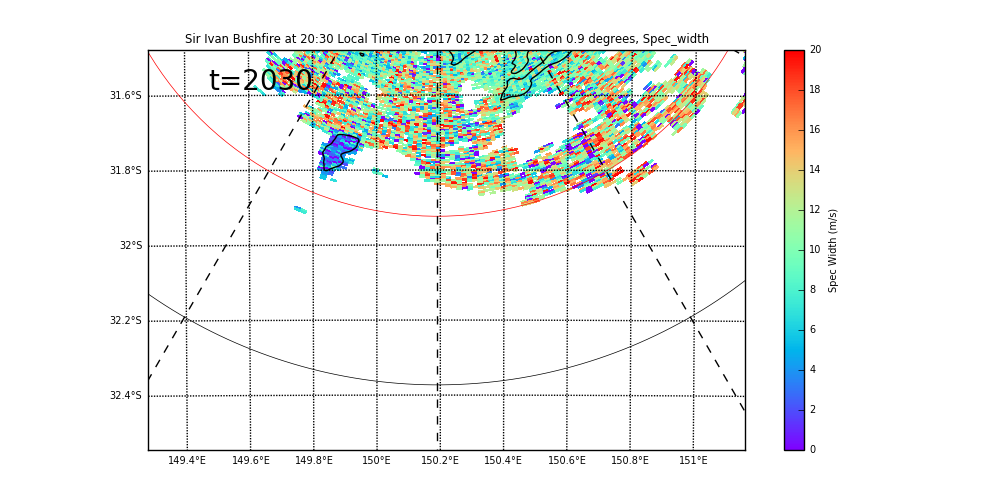 Sir Ivan Bushfire at 20:30 Local Time on 2017 02 12 at elevation 0.9 degrees, Spec_width
t=2030
31.6°S
31.8°S
32°S
32.2°S
32.4°S
149.4°E 149.6°E 149.8°E 150°E 150.2°E 150.4°E 150.6°E 150.8°E 151°E
20
18
16
14
12
10
8
6
4
2
0
Spec Width (m/s)